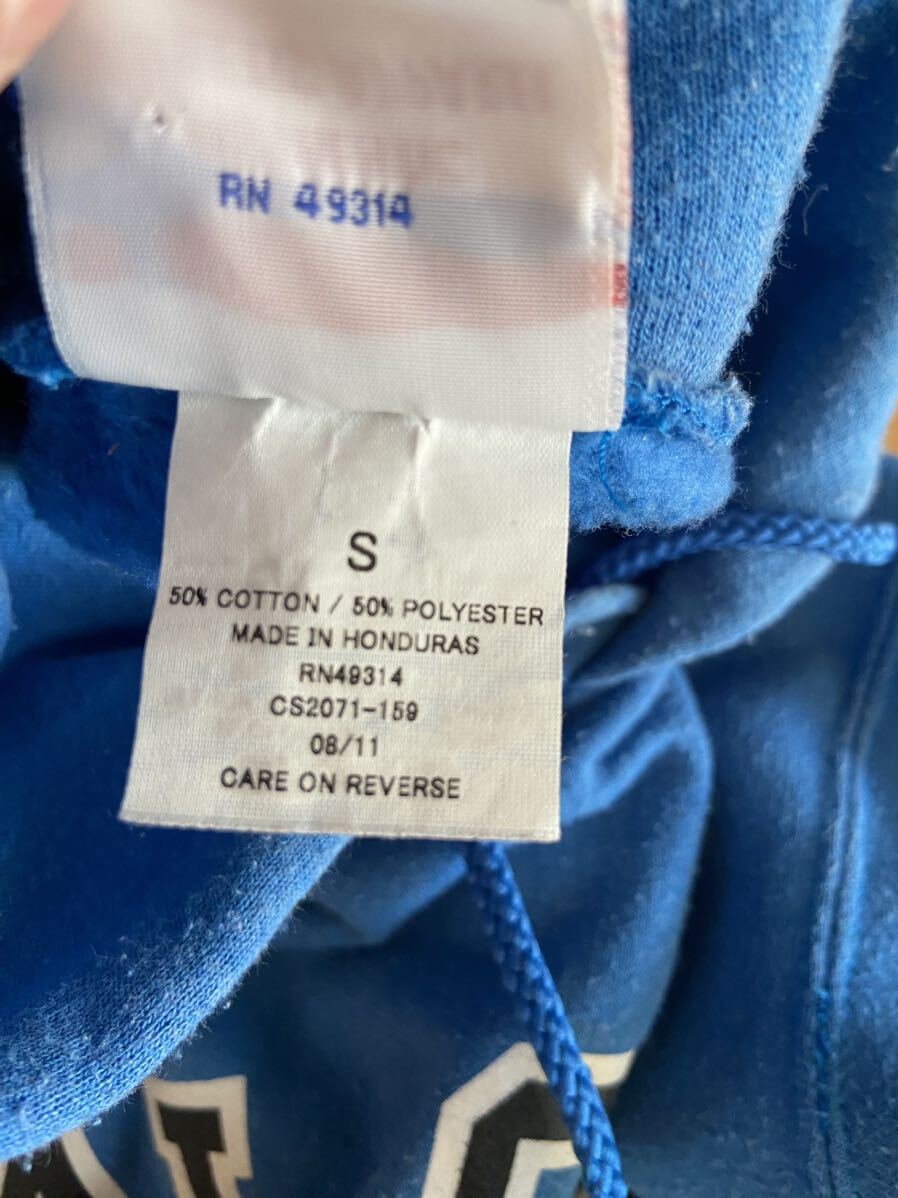 RN 49314
S
50% COTTON / 50% POLYESTER
MADE IN HONDURAS
RN49314
CS2071-159
08/11
CARE ON REVERSE